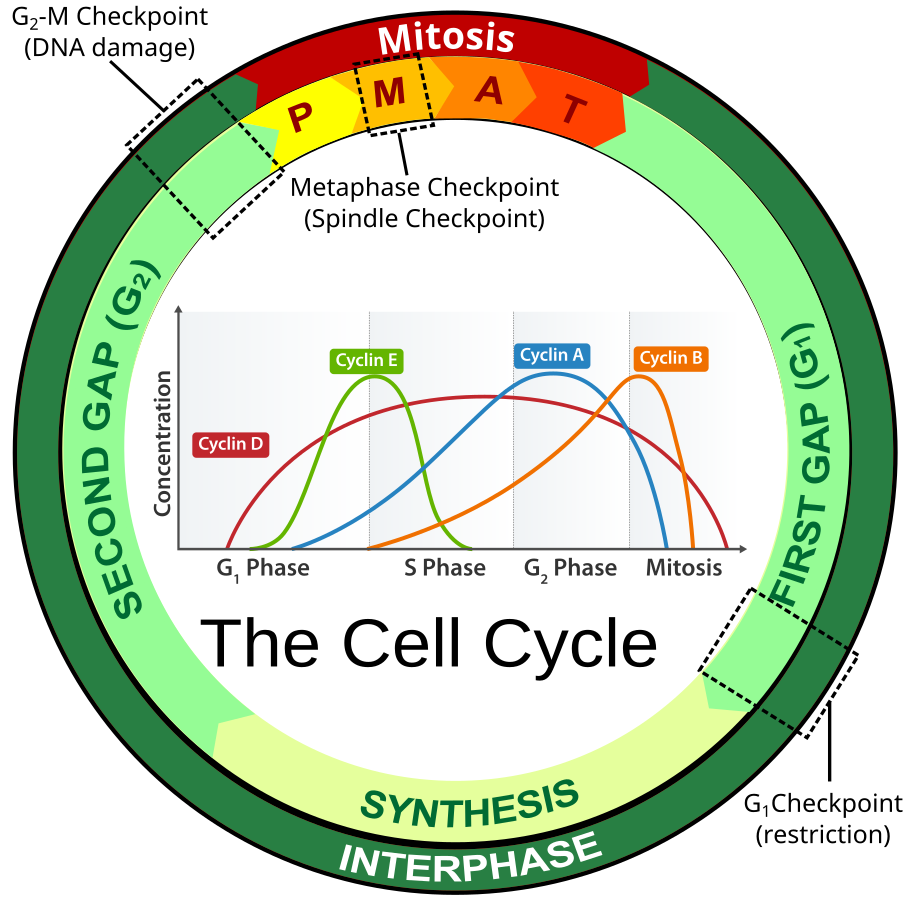 G₂-M Checkpoint
(DNA damage)
Mitosis
P
M
A
T
Metaphase Checkpoint
(Spindle Checkpoint)
SECOND GAP (G₂)
FIRST GAP (G₁)
Concentration
Cyclin D
Cyclin E
Cyclin A
Cyclin B
G₁ Phase
S Phase
G₂ Phase
Mitosis
The Cell Cycle
G₁Checkpoint
(restriction)
SYNTHESIS
INTERPHASE